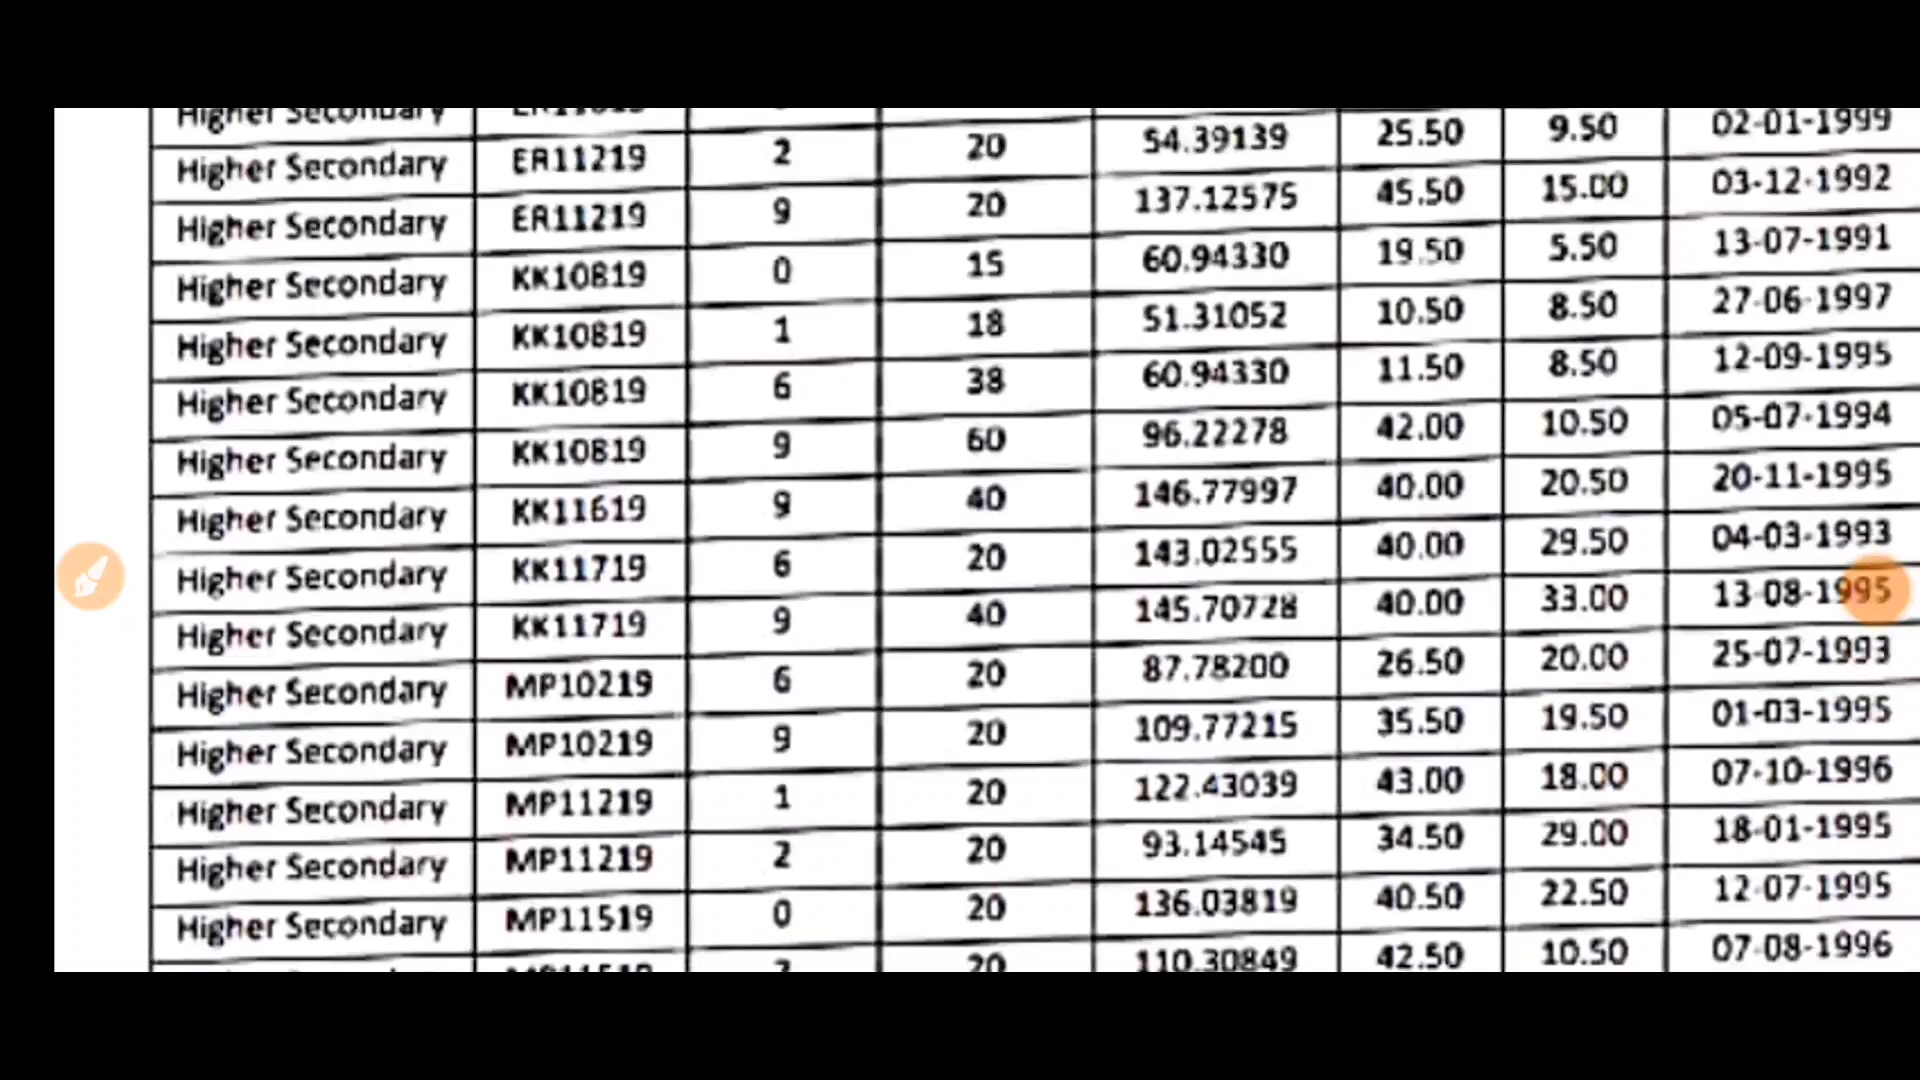 Higher Secondary
Higher Secondary ER11219 2 20 54.39139 25.50 9.50 02-01-1999
Higher Secondary ER11219 9 20 137.12575 45.50 15.00 03-12-1992
Higher Secondary KK10819 0 15 60.94330 19.50 5.50 13-07-1991
Higher Secondary KK10819 1 18 51.31052 10.50 8.50 27-06-1997
Higher Secondary KK10819 6 38 60.94330 11.50 8.50 12-09-1995
Higher Secondary KK10819 9 60 96.22278 42.00 10.50 05-07-1994
Higher Secondary KK11619 9 40 146.77997 40.00 20.50 20-11-1995
Higher Secondary KK11719 6 20 143.02555 40.00 29.50 04-03-1993
Higher Secondary KK11719 9 40 145.70728 40.00 33.00 13-08-1995
Higher Secondary MP10219 6 20 87.78200 26.50 20.00 25-07-1993
Higher Secondary MP10219 9 20 109.77215 35.50 19.50 01-03-1995
Higher Secondary MP11219 1 20 122.43039 43.00 18.00 07-10-1996
Higher Secondary MP11219 2 20 93.14545 34.50 29.00 18-01-1995
Higher Secondary MP11519 0 20 136.03819 40.50 22.50 12-07-1995
20 110.30849 42.50 10.50 07-08-1996